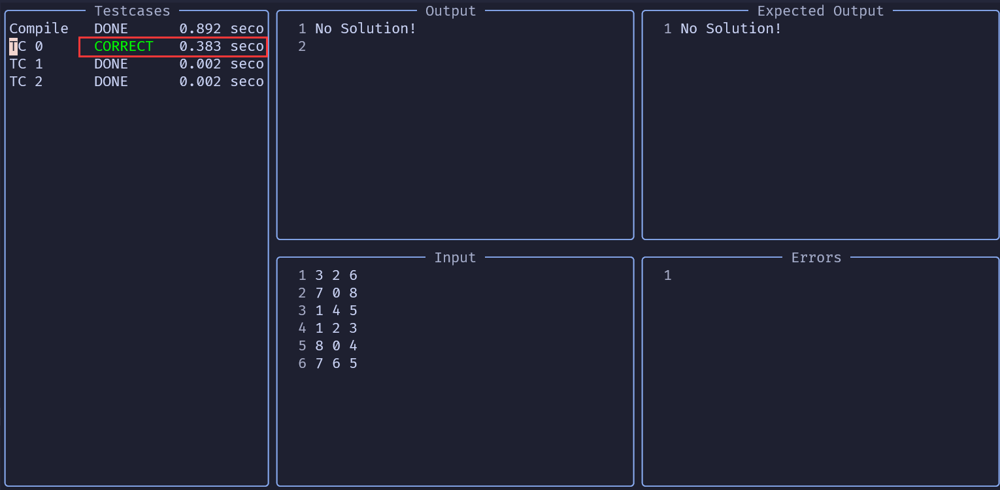 Testcases
Compile DONE 0.892 seco
TC 0 CORRECT 0.383 seco
TC 1 DONE 0.002 seco
TC 2 DONE 0.002 seco
Output
1 No Solution!
2
Expected Output
1 No Solution!
Input
1 3 2 6
2 7 0 8
3 1 4 5
4 1 2 3
5 8 0 4
6 7 6 5
Errors
1